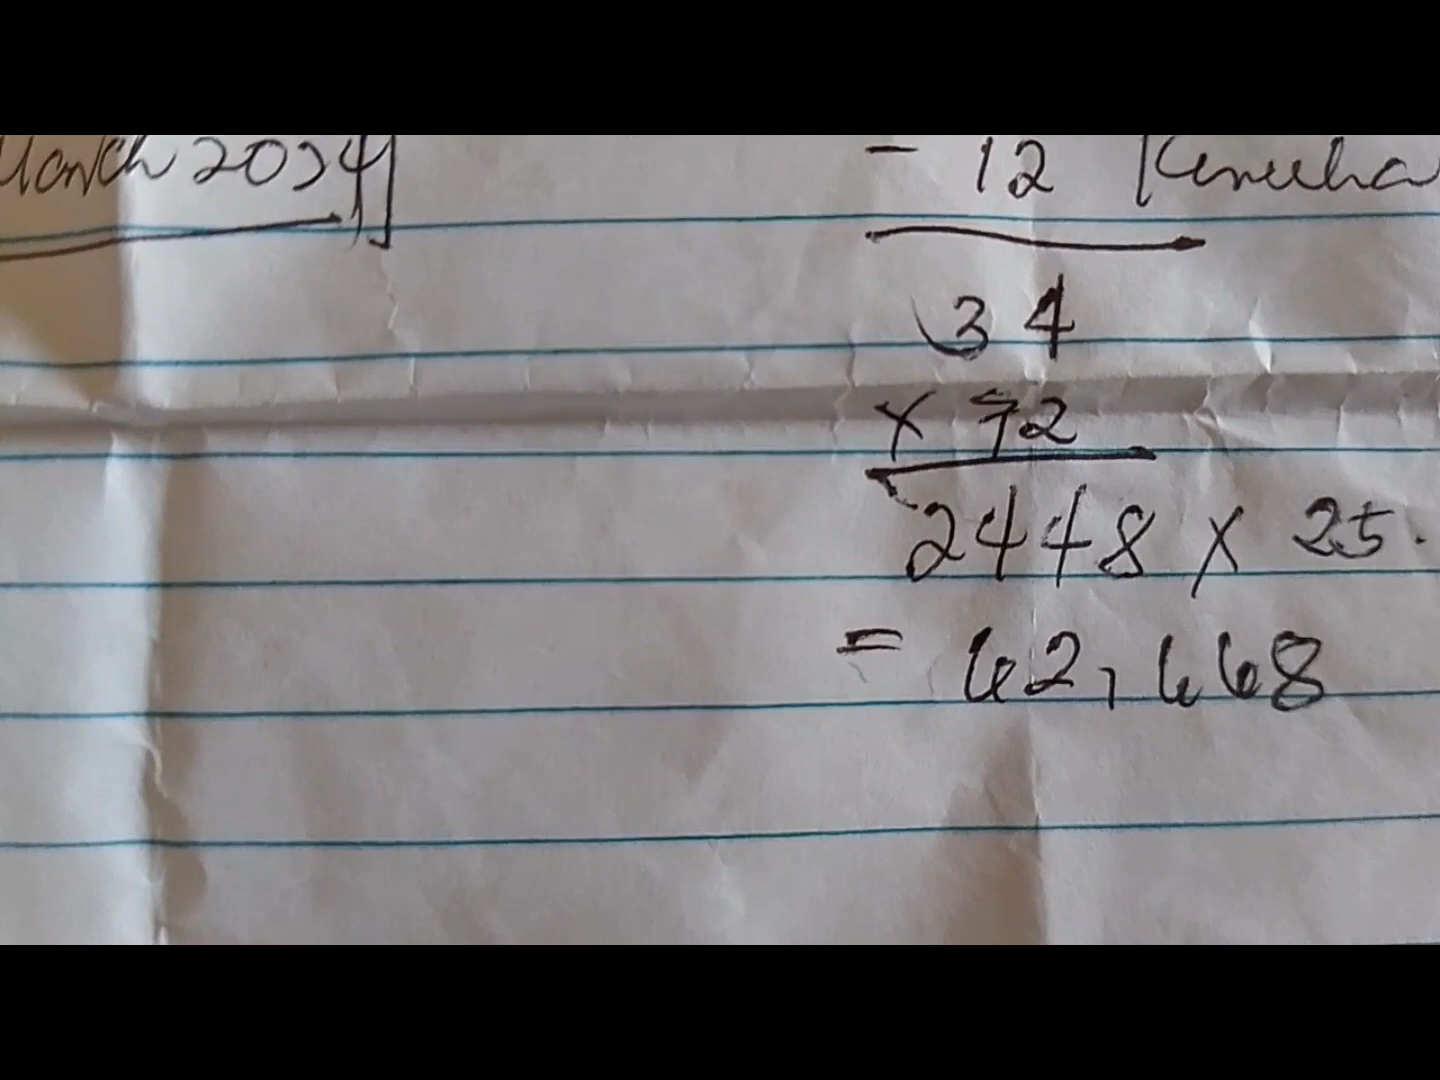 March 2024]
- 12
34
x 72
2448 x 25.
= 62,668